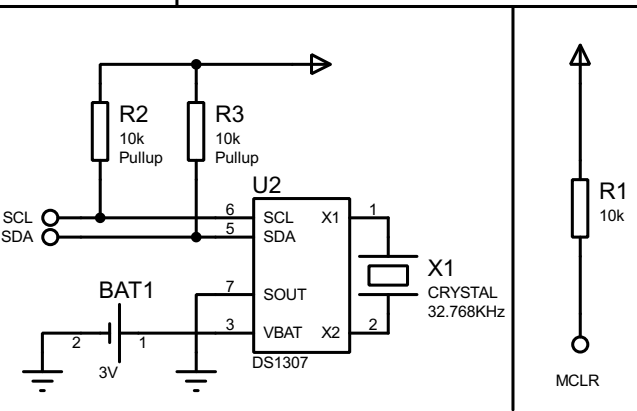 R2
10k
Pullup
R3
10k
Pullup
U2
SCL
SDA
6
5
SCL
SDA
X1
1
7
SOUT
3
VBAT
X2
2
DS1307
X1
CRYSTAL
32.768KHz
BAT1
2
1
3V
R1
10k
MCLR